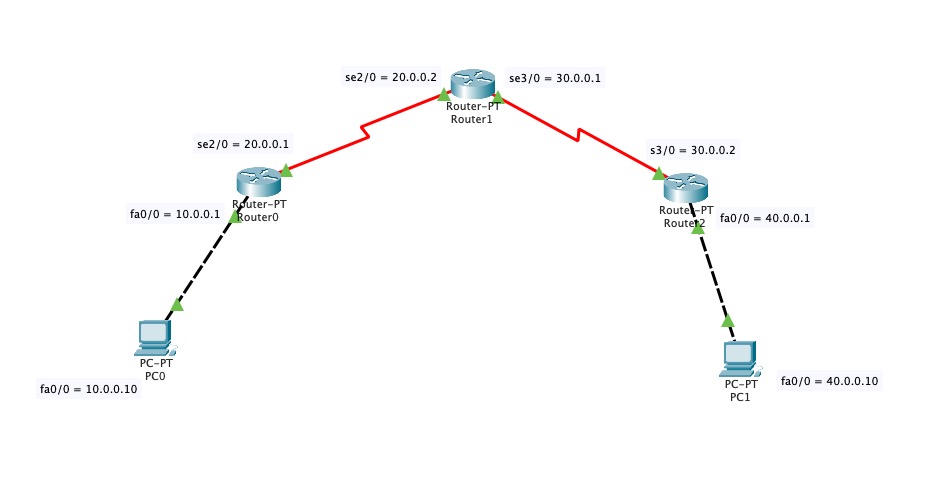 se2/0 = 20.0.0.2
se3/0 = 30.0.0.1
Router-PT
Router1
se2/0 = 20.0.0.1
s3/0 = 30.0.0.2
Router-PT
Router0
fa0/0 = 10.0.0.1
Router-PT
Router2
fa0/0 = 40.0.0.1
PC-PT
PC0
fa0/0 = 10.0.0.10
PC-PT
PC1
fa0/0 = 40.0.0.10